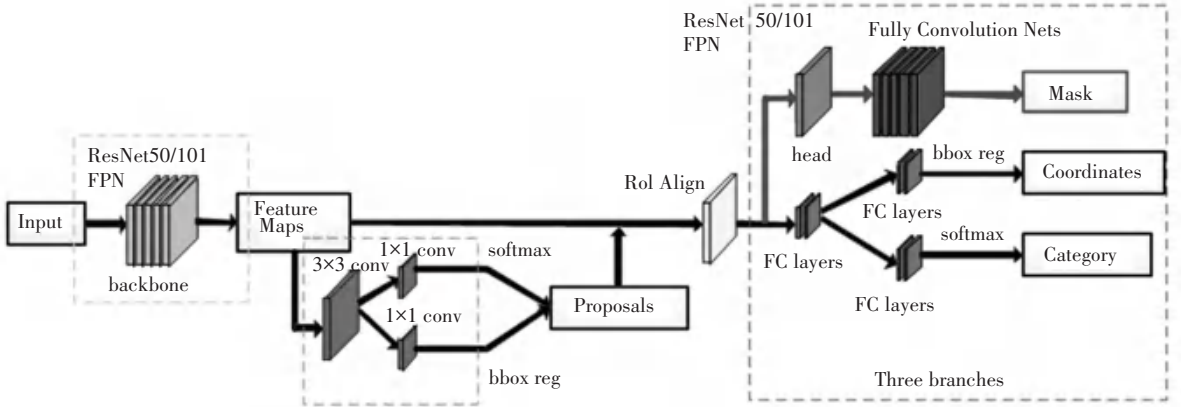 ResNet50/101
FPN
Input
backbone
Feature
Maps
3×3 conv
1×1 conv
1×1 conv
softmax
bbox reg
Proposals
RoI Align
ResNet 50/101
FPN
Fully Convolution Nets
head
Mask
FC layers
bbox reg
FC layers
Coordinates
softmax
FC layers
Category
Three branches